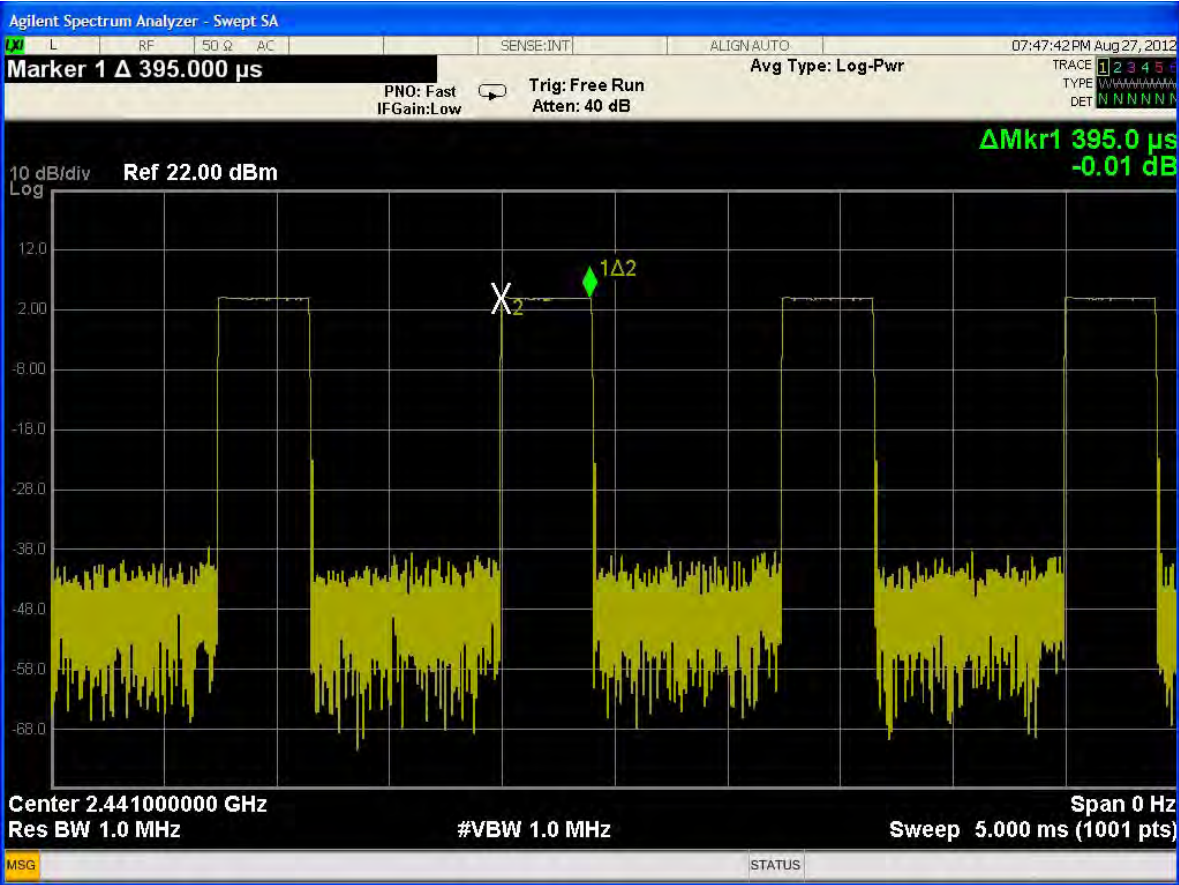 Agilent Spectrum Analyzer - Swept SA
LXI L RF 50 Ω AC SENSE:INT ALIGN AUTO 07:47:42 PM Aug 27, 2012
Marker 1 Δ 395.000 µs
PNO: Fast
IFGain:Low
Trig: Free Run
Atten: 40 dB
Avg Type: Log-Pwr
TRACE 1 2 3 4 5 6
TYPE
DET N N N N N N
ΔMkr1 395.0 µs
-0.01 dB
10 dB/div Ref 22.00 dBm
Log
12.0
1Δ2
2
2.00
-8.00
-18.0
-28.0
-38.0
-48.0
-58.0
-68.0
Center 2.441000000 GHz Span 0 Hz
Res BW 1.0 MHz #VBW 1.0 MHz Sweep 5.000 ms (1001 pts)
MSG STATUS